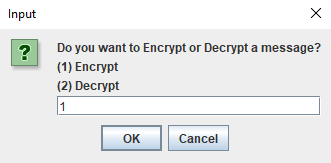 Input
Do you want to Encrypt or Decrypt a message?
(1) Encrypt
(2) Decrypt
1
OK Cancel